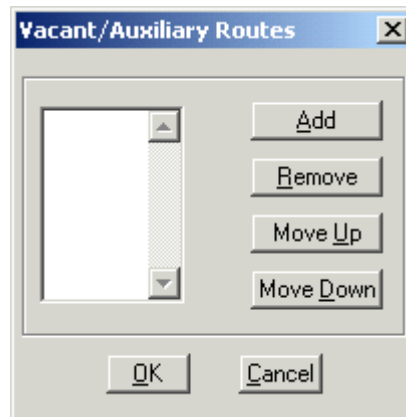 Vacant/Auxiliary Routes
Add
Remove
Move Up
Move Down
OK
Cancel